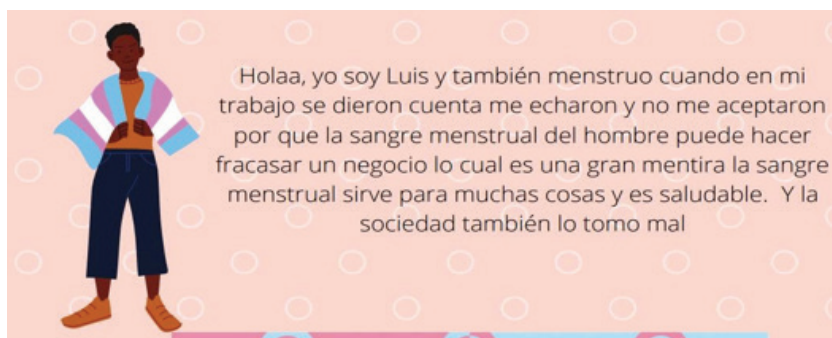 Holaa, yo soy Luis y también menstruo cuando en mi
trabajo se dieron cuenta me echaron y no me aceptaron
por que la sangre menstrual del hombre puede hacer
fracasar un negocio lo cual es una gran mentira la sangre
menstrual sirve para muchas cosas y es saludable.  Y la
sociedad también lo tomo mal